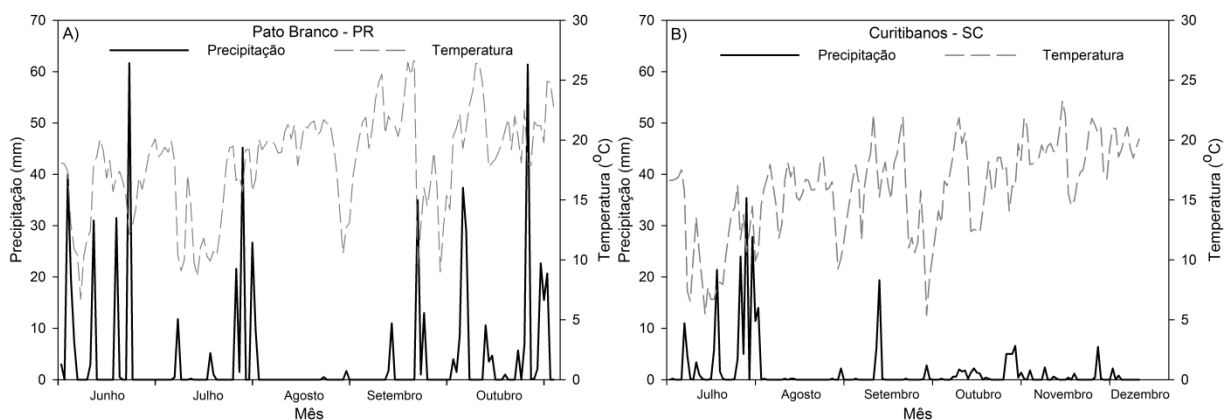 A) Pato Branco - PR
Precipitação Temperatura
70
60
50
40
30
20
10
0
Precipitação (mm)
30
25
20
15
10
5
0
Temperatura (°C)
Junho Julho Agosto Setembro Outubro
Mês
B) Curitibanos - SC
Precipitação Temperatura
70
60
50
40
30
20
10
0
Precipitação (mm)
30
25
20
15
10
5
0
Temperatura (°C)
Julho Agosto Setembro Outubro Novembro Dezembro
Mês